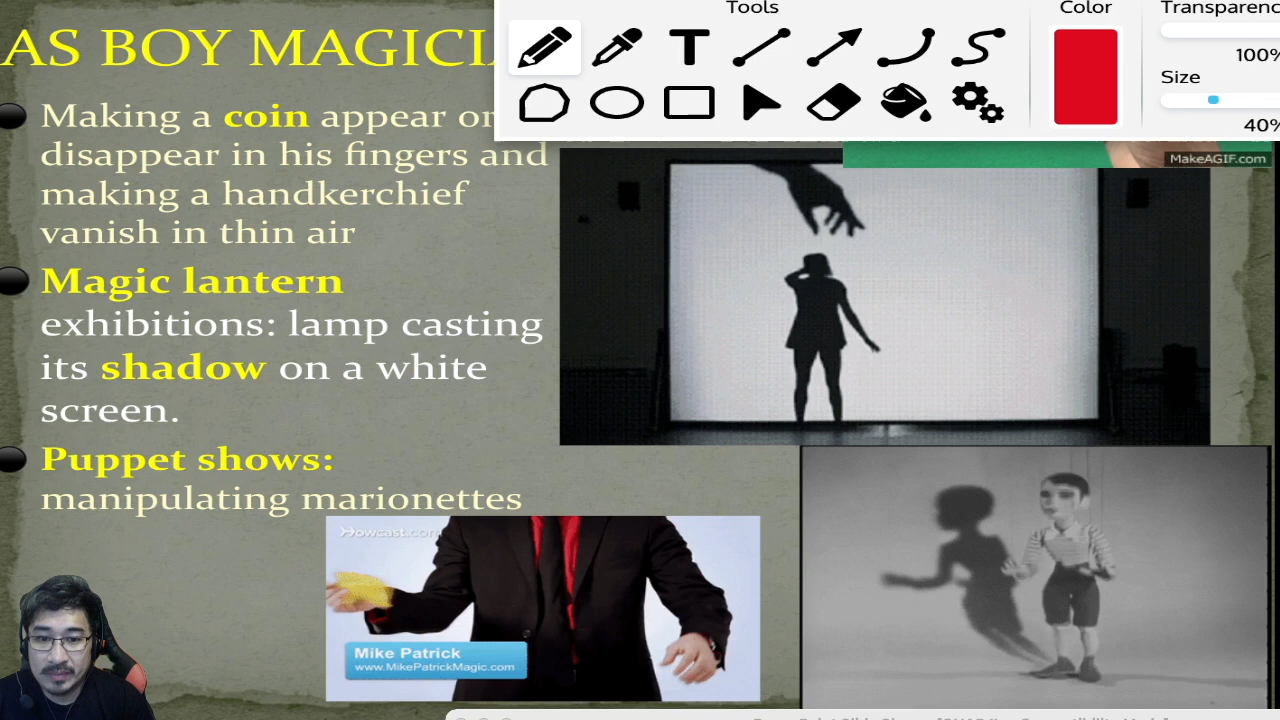 AS BOY MAGICI
Making a coin appear or
disappear in his fingers and
making a handkerchief
vanish in thin air
Magic lantern
exhibitions: lamp casting
its shadow on a white
screen.
Puppet shows:
manipulating marionettes
Tools
Color
Transparenc
100%
Size
40%
MakeAGIF.com
Howcast.com
Mike Patrick
www.MikePatrickMagic.com